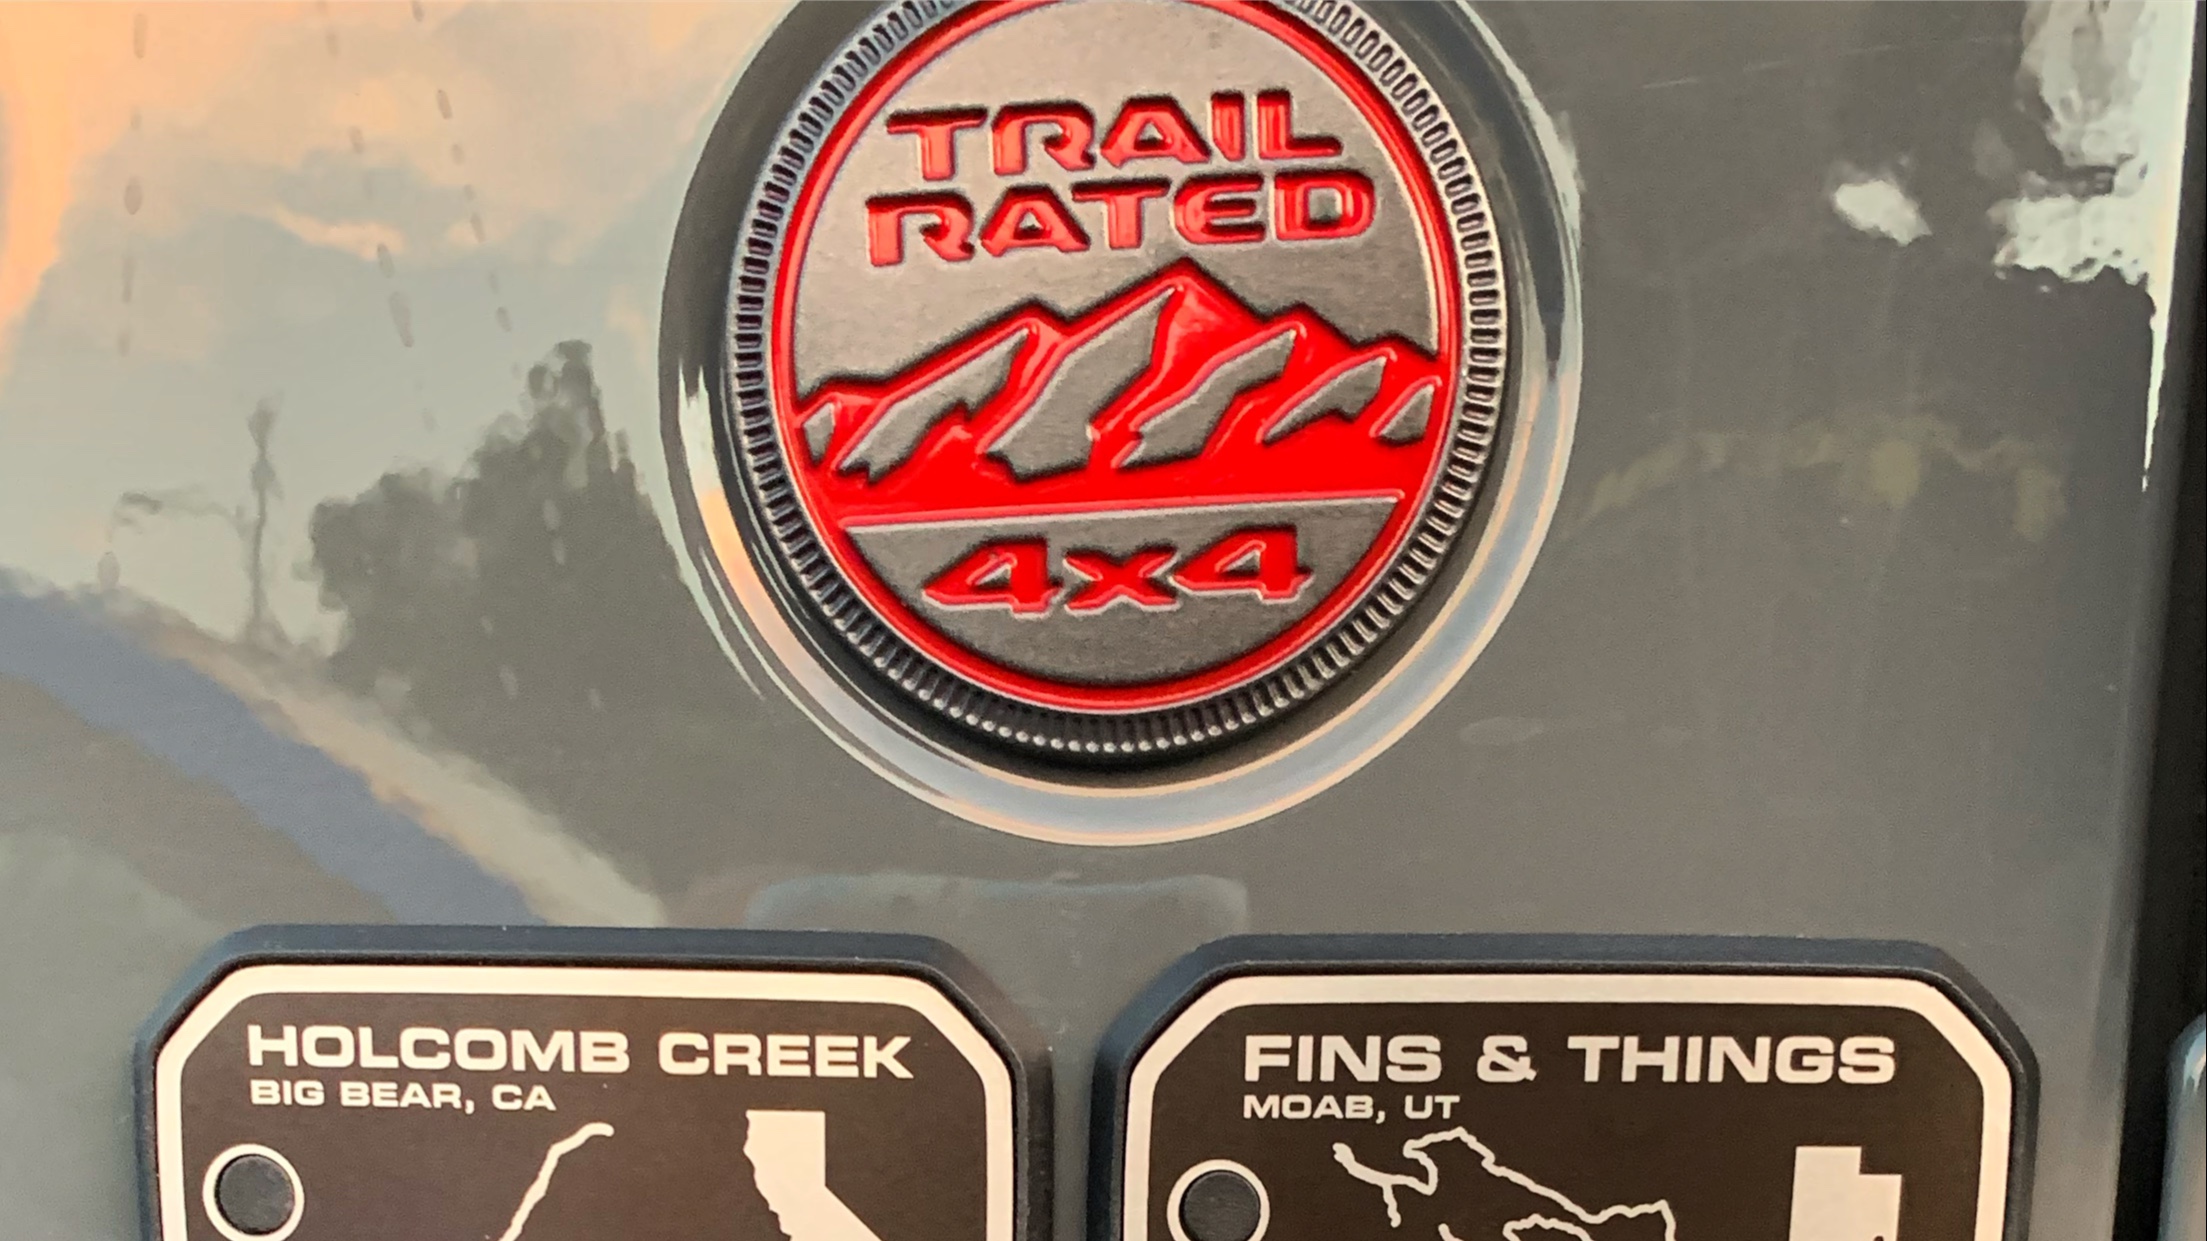 TRAIL
RATED
4x4
HOLCOMB CREEK
BIG BEAR, CA
FINS & THINGS
MOAB, UT